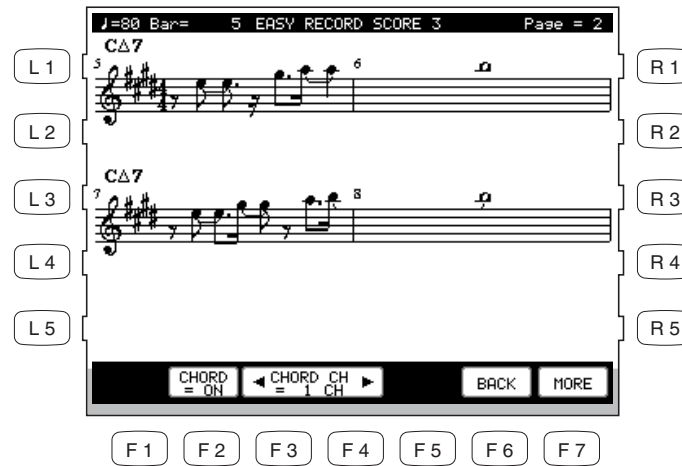 ♩=80 Bar= 5 EASY RECORD SCORE 3 Page = 2
C∆7
5 6
L 1 R 1
L 2 R 2
C∆7
L 3 R 3
7 8
L 4 R 4
L 5 R 5
CHORD = ON
◄ CHORD CH = 1 CH ►
BACK
MORE
F 1 F 2 F 3 F 4 F 5 F 6 F 7